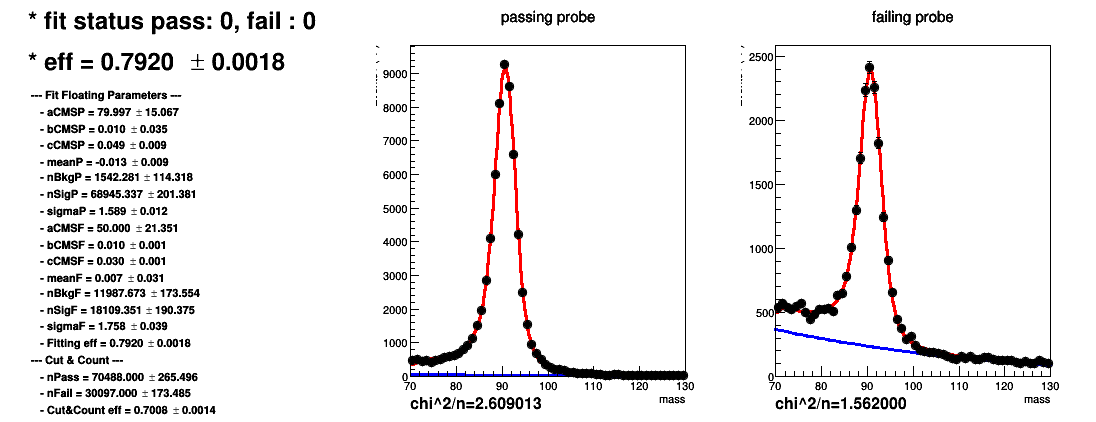 * fit status pass: 0, fail : 0
* eff = 0.7920 ± 0.0018
--- Fit Floating Parameters ---
- aCMSP = 79.997 ± 15.067
- bCMSP = 0.010 ± 0.035
- cCMSP = 0.049 ± 0.009
- meanP = -0.013 ± 0.009
- nBkgP = 1542.281 ± 114.318
- nSigP = 68945.337 ± 201.381
- sigmaP = 1.589 ± 0.012
- aCMSF = 50.000 ± 21.351
- bCMSF = 0.010 ± 0.001
- cCMSF = 0.030 ± 0.001
- meanF = 0.007 ± 0.031
- nBkgF = 11987.673 ± 173.554
- nSigF = 18109.351 ± 190.375
- sigmaF = 1.758 ± 0.039
- Fitting eff = 0.7920 ± 0.0018
--- Cut & Count ---
- nPass = 70488.000 ± 265.496
- nFail = 30097.000 ± 173.485
- Cut&Count eff = 0.7008 ± 0.0014
passing probe
9000
8000
7000
6000
5000
4000
3000
2000
1000
0
70 80 90 100 110 120 130
mass
chi^2/n=2.609013
failing probe
2500
2000
1500
1000
500
0
70 80 90 100 110 120 130
mass
chi^2/n=1.562000